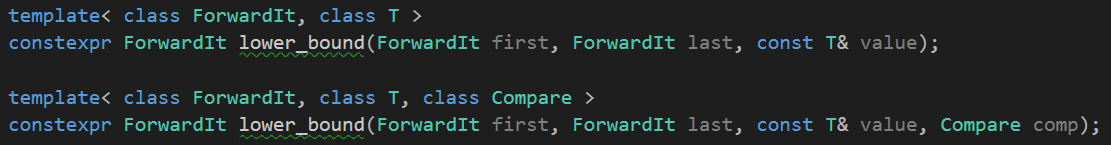 template< class ForwardIt, class T >
constexpr ForwardIt lower_bound(ForwardIt first, ForwardIt last, const T& value);
template< class ForwardIt, class T, class Compare >
constexpr ForwardIt lower_bound(ForwardIt first, ForwardIt last, const T& value, Compare comp);